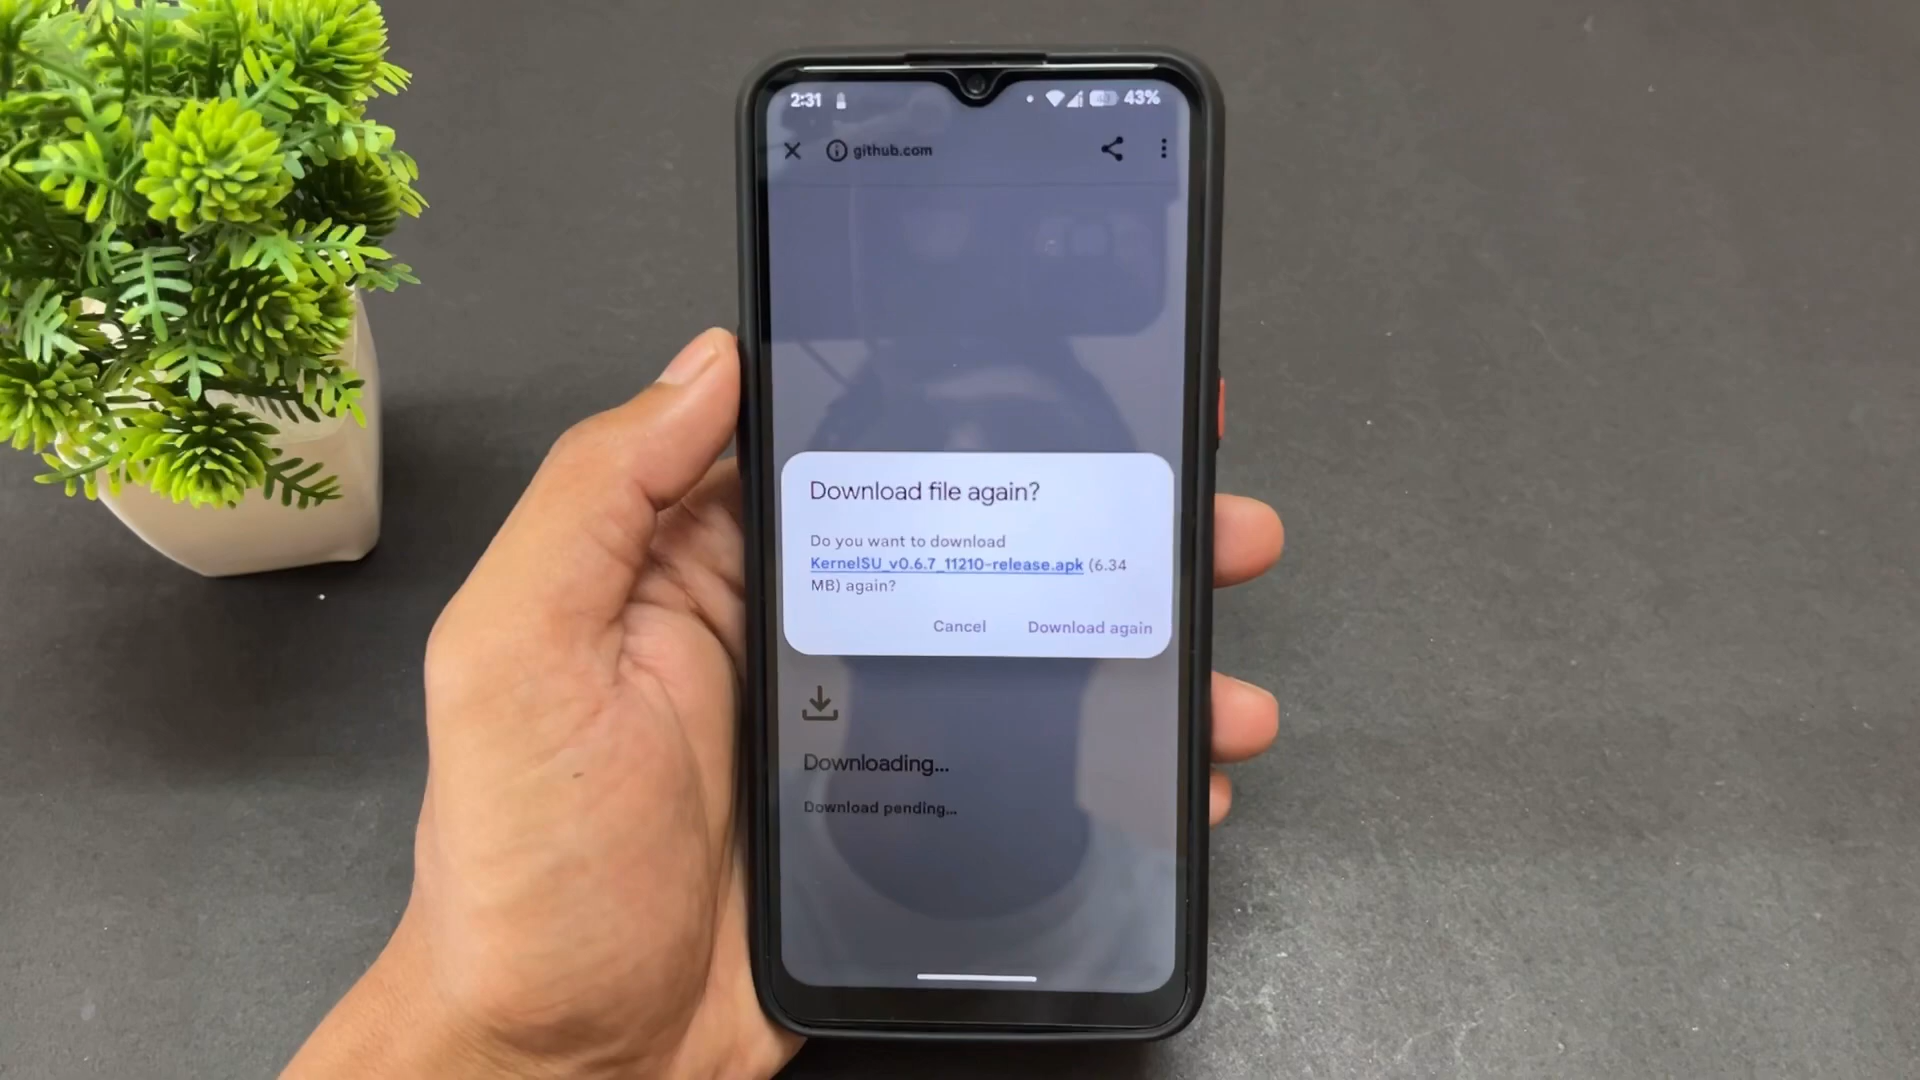 2:31
43%
github.com
Download file again?
Do you want to download
KernelSU_v0.6.7_11210-release.apk (6.34
MB) again?
Cancel
Download again
Downloading...
Download pending...